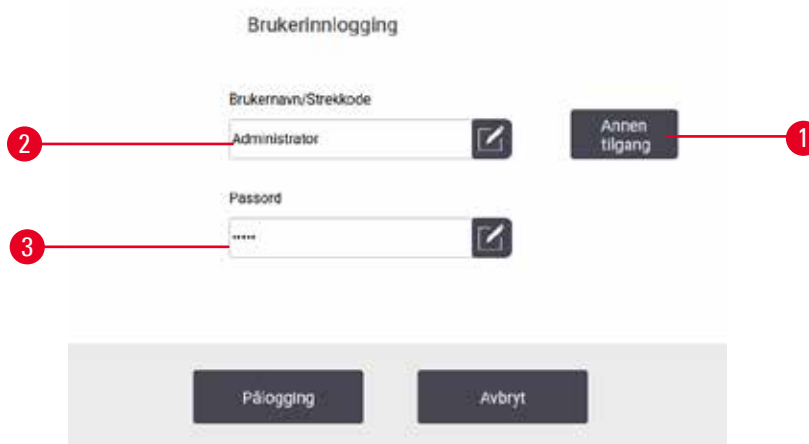 Brukerinnlogging
Brukernavn/Strekkode
Administrator
Annen
tilgang
1
2
Passord
•••••
3
Pålogging
Avbryt